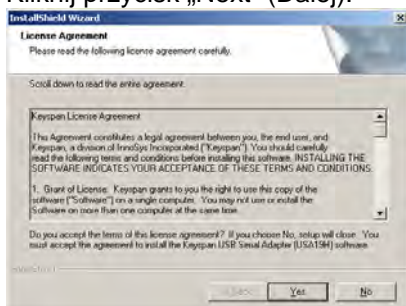 Kliknij przycisk „Next” (Dalej).
InstallShield Wizard
License Agreement
Please read the following license agreement carefully.
Scroll down to read the entire agreement.
Keyspan License Agreement
This Agreement constitutes a legal agreement between you, the end user, and
Keyspan, a division of InnoSys Incorporated ("Keyspan"). You should carefully
read the following terms and conditions before installing this software. INSTALLING THE
SOFTWARE INDICATES YOUR ACCEPTANCE OF THESE TERMS AND CONDITIONS.
1. Grant of License. Keyspan grants to you the right to use this copy of the
software ("Software") on a single computer. You may not use or install the
Software on more than one computer at the same time.
Do you accept the terms of this license agreement? If you choose No, setup will close. You
must accept the agreement to install the Keyspan USB Serial Adapter (USA19H) software.
InstallShield
< Back
Yes
No